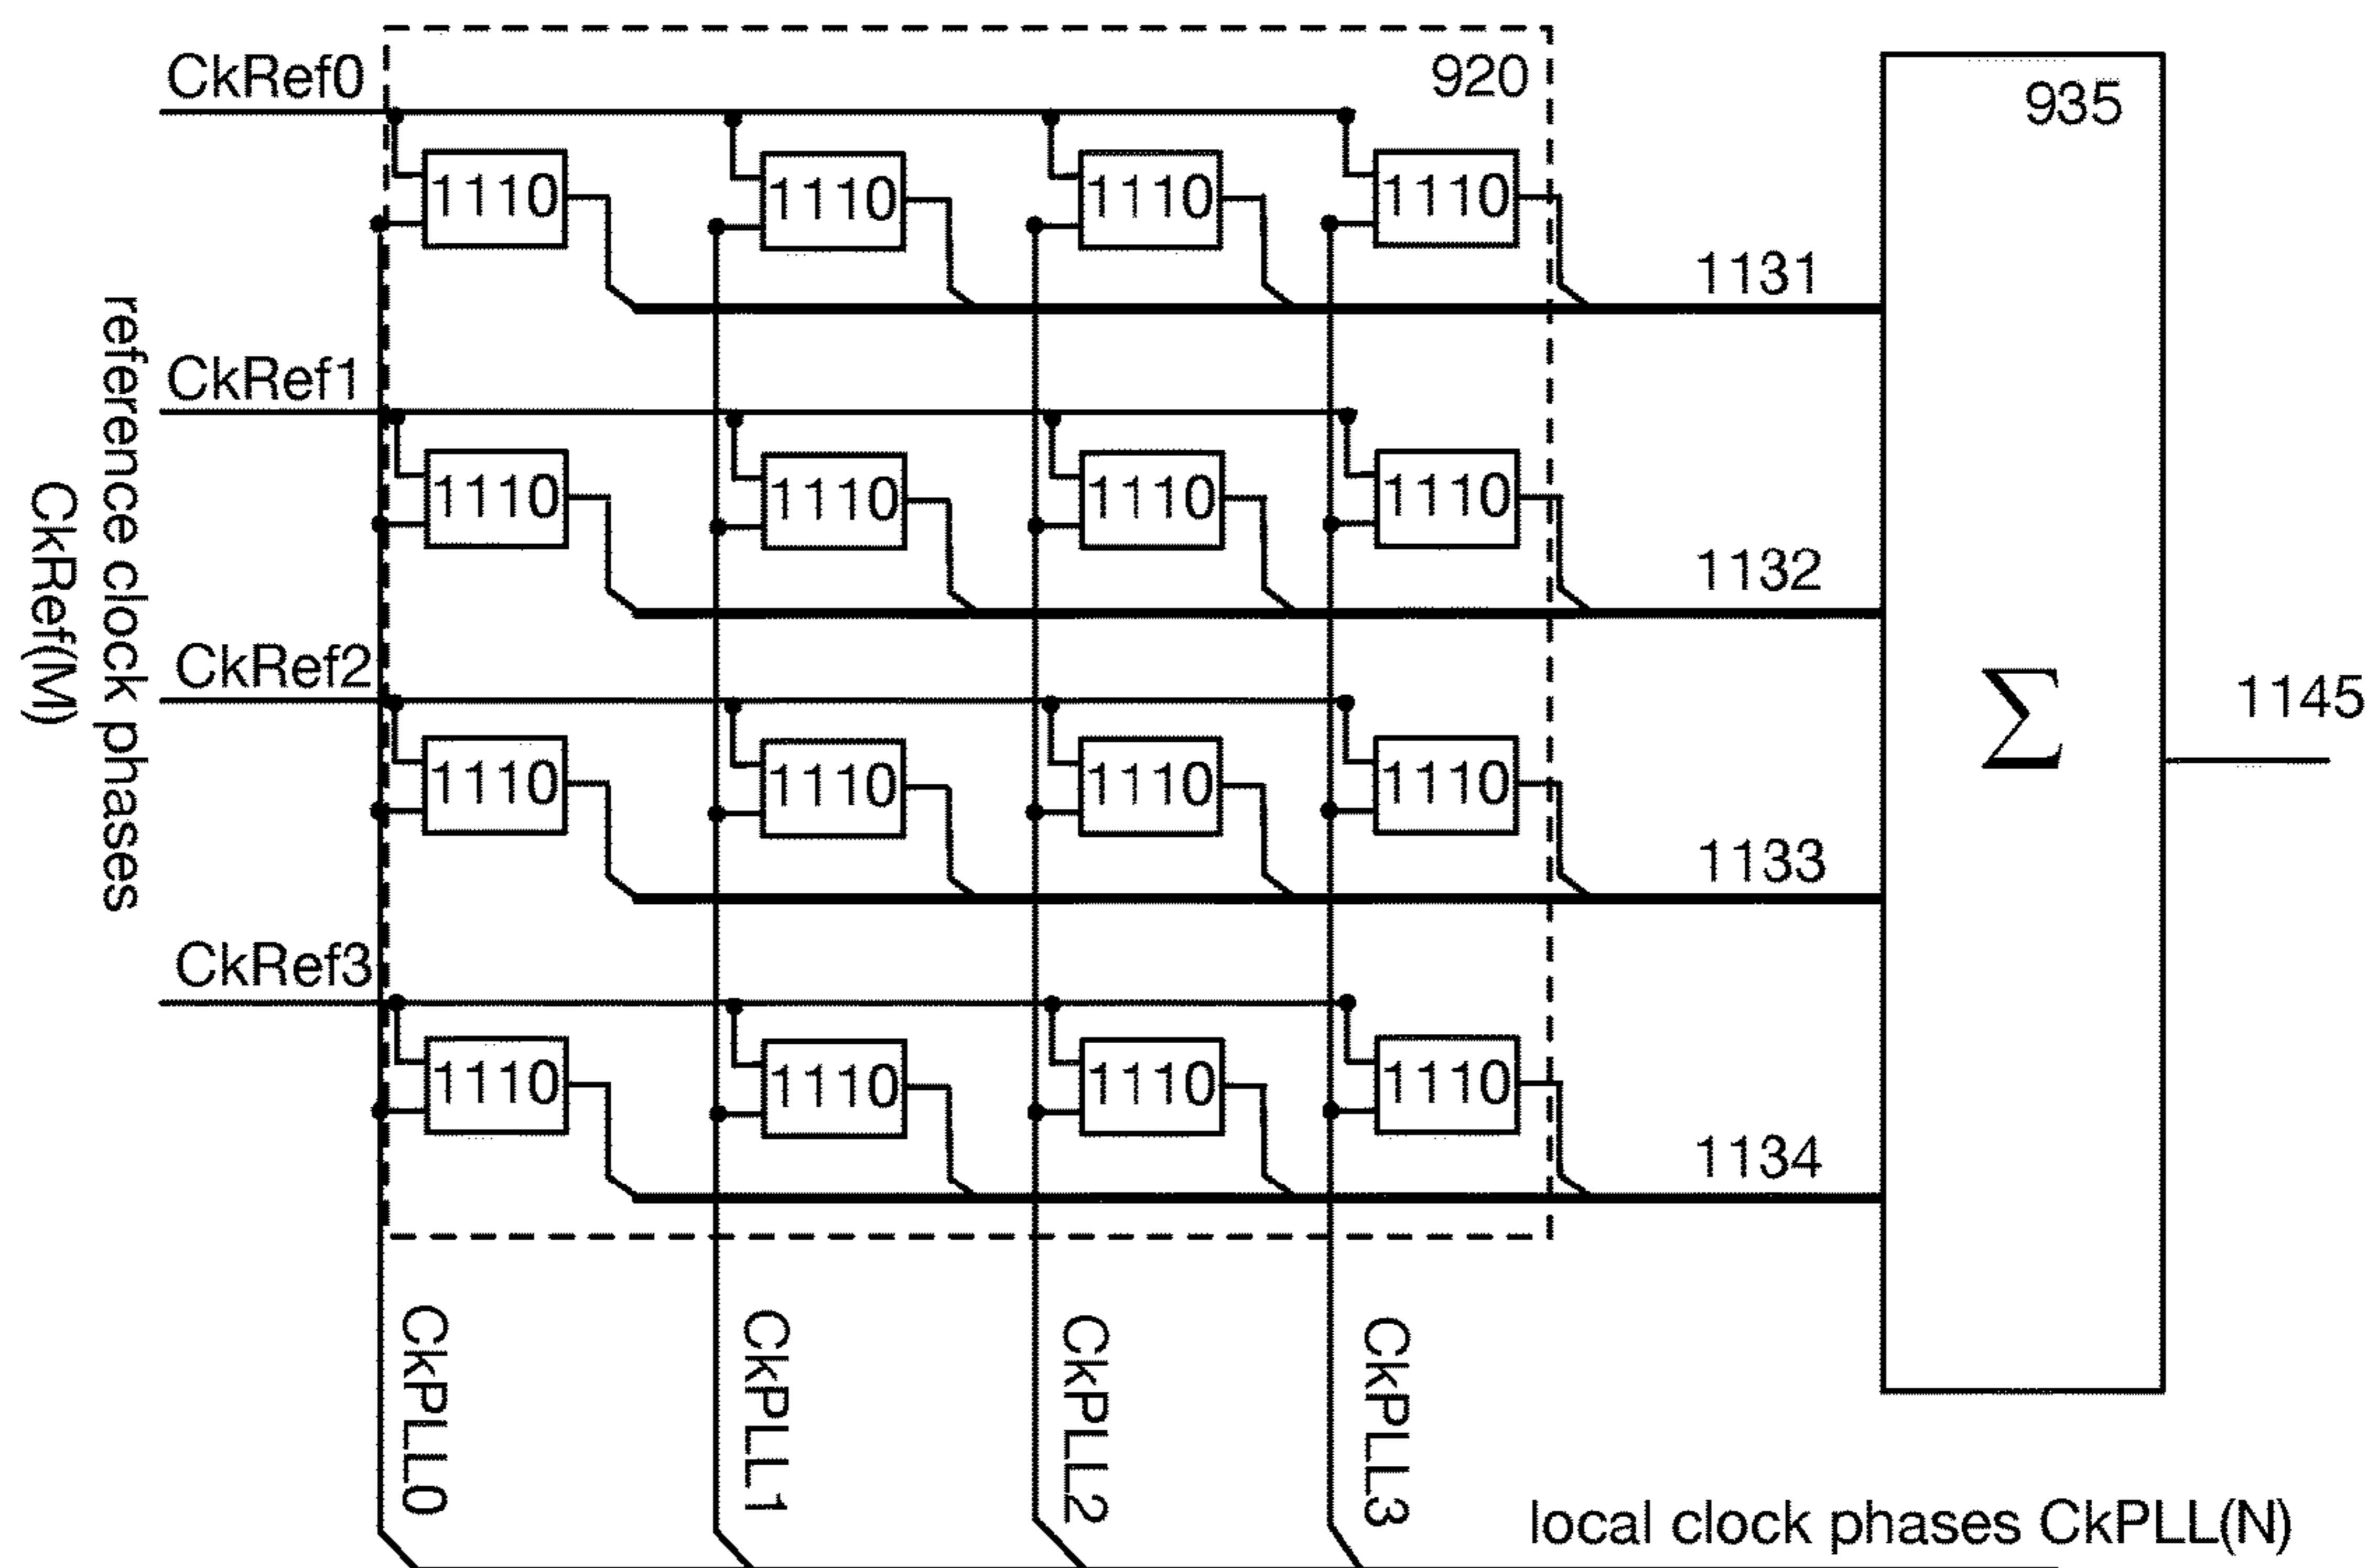 CkRef0
920
935
1110 1110 1110 1110
1131
CkRef1
1110 1110 1110 1110
1132
reference clock phases
CkRef(M)
CkRef2
1110 1110 1110 1110
Σ
1145
1133
CkRef3
1110 1110 1110 1110
1134
CkPLL0
CkPLL1
CkPLL2
CkPLL3
local clock phases CkPLL(N)